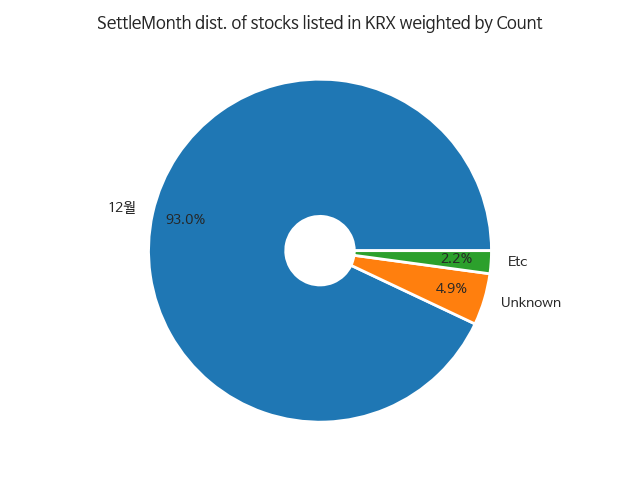 SettleMonth dist. of stocks listed in KRX weighted by Count
12월
93.0%
2.2%
Etc
4.9%
Unknown